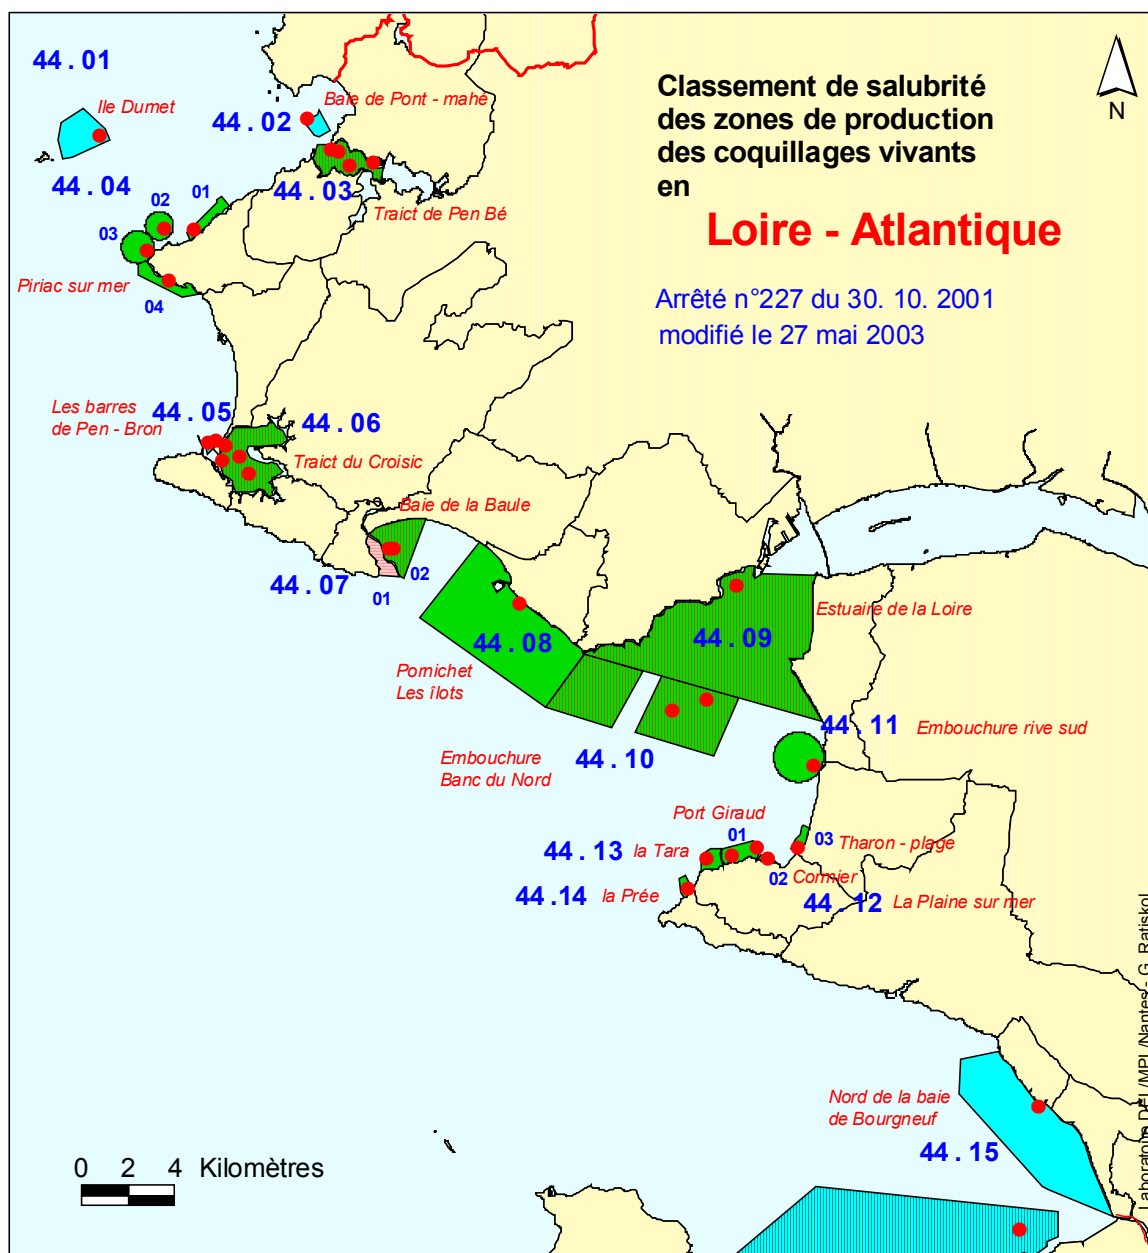 44 . 01
Ile Dumet
44 . 02
Baie de Pont - mahé
Classement de salubrité
des zones de production
des coquillages vivants
en
Loire - Atlantique
N
44 . 04
44 . 03
Traict de Pen Bé
02
01
03
Piriac sur mer
04
Arrêté n°227 du 30. 10. 2001
modifié le 27 mai 2003
Les barres
de Pen - Bron
44 . 05
44 . 06
Traict du Croisic
Baie de la Baule
44 . 07
01
02
44 . 08
Pornichet
Les îlots
44 . 09
Estuaire de la Loire
44 . 10
Embouchure
Banc du Nord
44 . 11
Embouchure rive sud
Port Giraud
01
03
Tharon - plage
44 . 13
la Tara
02
Cormier
44 . 14
la Prée
44 . 12
La Plaine sur mer
Nord de la baie
de Bourgneuf
44 . 15
0 2 4 Kilomètres
Laboratoire DEL/MPL/Nantes - G. Ratiskol